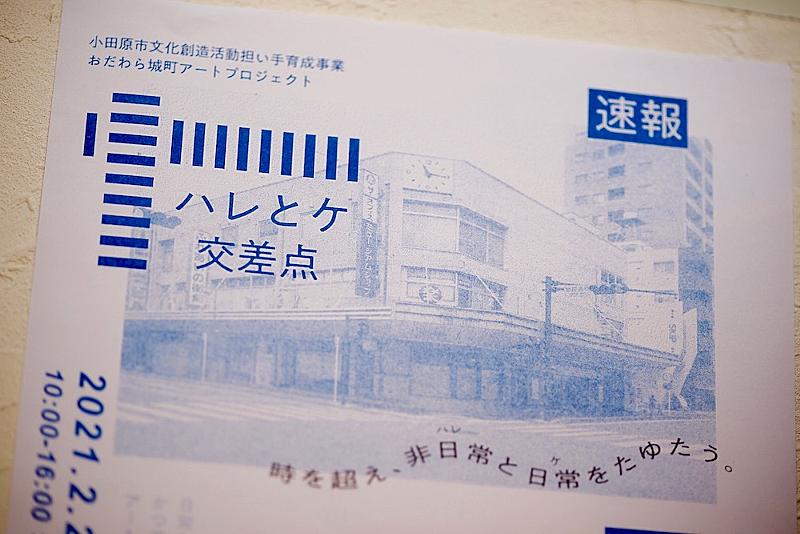 小田原市文化創造活動担い手育成事業
おだわら城町アートプロジェクト
速報
ハレとケ
交差点
2021.2.2
10:00-16:00
時を超え、非日常と日常をたゆたう。
ハレ
ケ